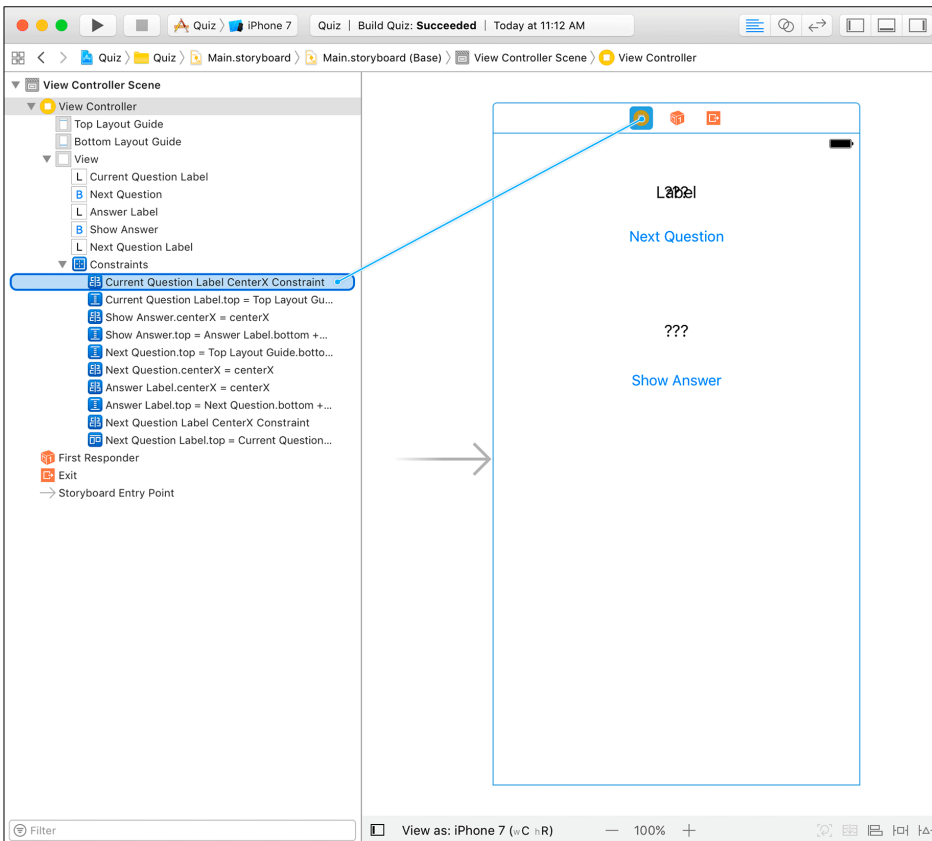 Quiz 〉 iPhone 7 Quiz | Build Quiz: Succeeded | Today at 11:12 AM
Quiz 〉 Quiz 〉 Main.storyboard 〉 Main.storyboard (Base) 〉 View Controller Scene 〉 View Controller
View Controller Scene
View Controller
Top Layout Guide
Bottom Layout Guide
View
L Current Question Label
B Next Question
L Answer Label
B Show Answer
L Next Question Label
Constraints
Current Question Label CenterX Constraint
Current Question Label.top = Top Layout Gu...
Show Answer.centerX = centerX
Show Answer.top = Answer Label.bottom +...
Next Question.top = Top Layout Guide.botto...
Next Question.centerX = centerX
Answer Label.centerX = centerX
Answer Label.top = Next Question.bottom +...
Next Question Label CenterX Constraint
Next Question Label.top = Current Question...
First Responder
Exit
Storyboard Entry Point
Label
???
Next Question
???
Show Answer
Filter
View as: iPhone 7 (wC hR) — 100% +